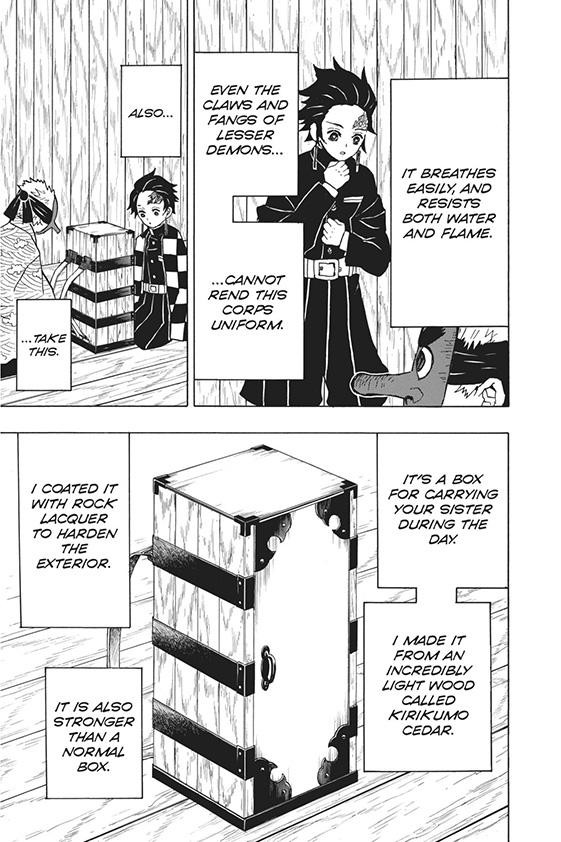 IT BREATHES
EASILY, AND
RESISTS
BOTH WATER
AND FLAME.
EVEN THE
CLAWS AND
FANGS OF
LESSER
DEMONS...
...CANNOT
REND THIS
CORPS
UNIFORM.
ALSO...
...TAKE
THIS.
IT'S A BOX
FOR CARRYING
YOUR SISTER
DURING THE
DAY.
I MADE IT
FROM AN
INCREDIBLY
LIGHT WOOD
CALLED
KIRIKUMO
CEDAR.
I COATED IT
WITH ROCK
LACQUER
TO HARDEN
THE
EXTERIOR.
IT IS ALSO
STRONGER
THAN A
NORMAL
BOX.